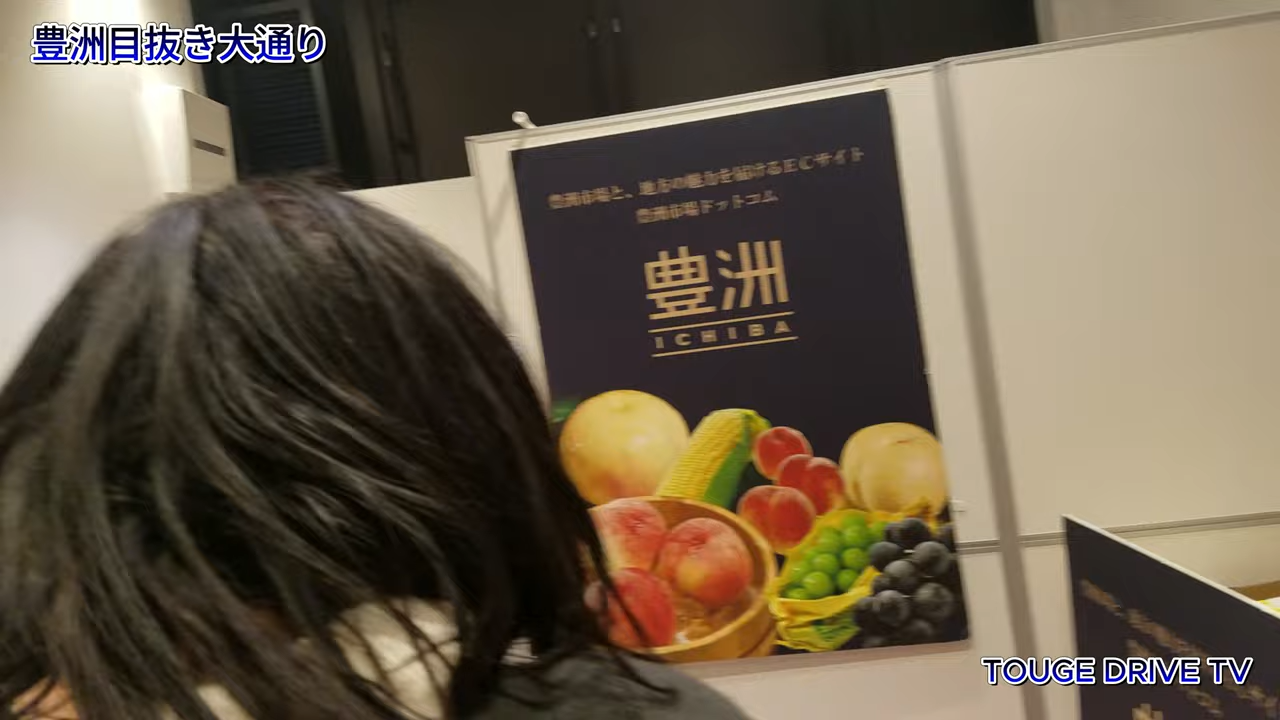 豊洲目抜き大通り
豊洲市場と、地方の魅力を届けるECサイト
豊洲市場ドットコム
豊洲
ICHIBA
TOUGE DRIVE TV